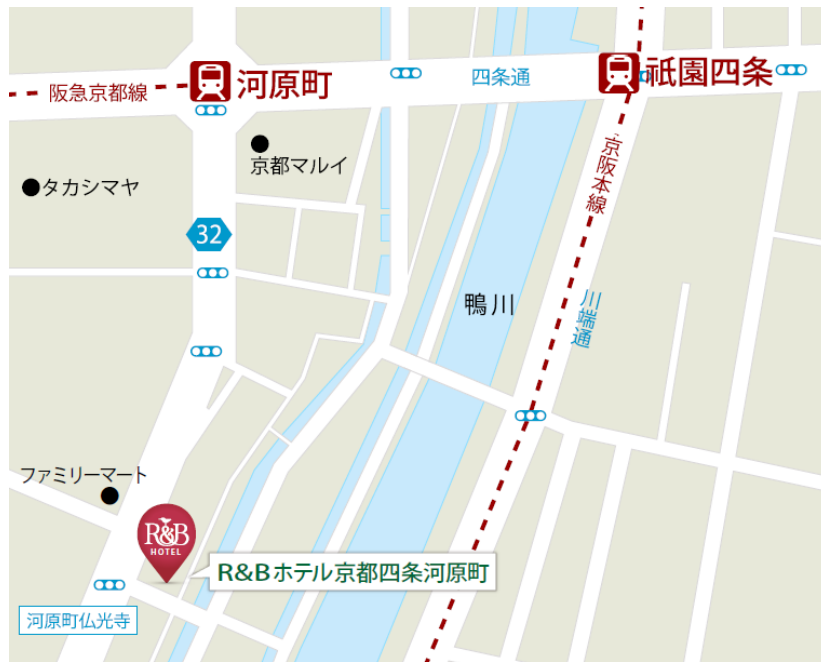 阪急京都線
河原町
四条通
祇園四条
京都マルイ
タカシマヤ
京阪本線
32
鴨川
川端通
ファミリーマート
R&B
HOTEL
R&Bホテル京都四条河原町
河原町仏光寺